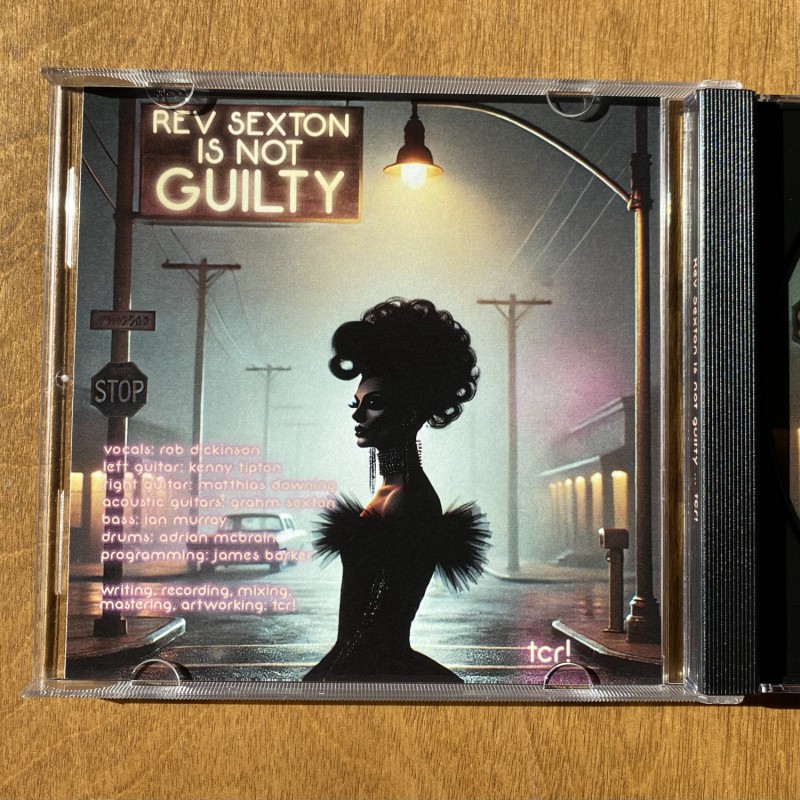 REV SEXTON
IS NOT
GUILTY
STOP
vocals: rob dickinson
left guitar: kenny tipton
right guitar: matthias downing
acoustic guitars: grahm sexton
bass: ian murray
drums: adrian mcbrain
programming: james barker
writing, recording, mixing,
mastering, artworking: tcr!
tcr!
Rev Sexton is not guilty ... tcr!